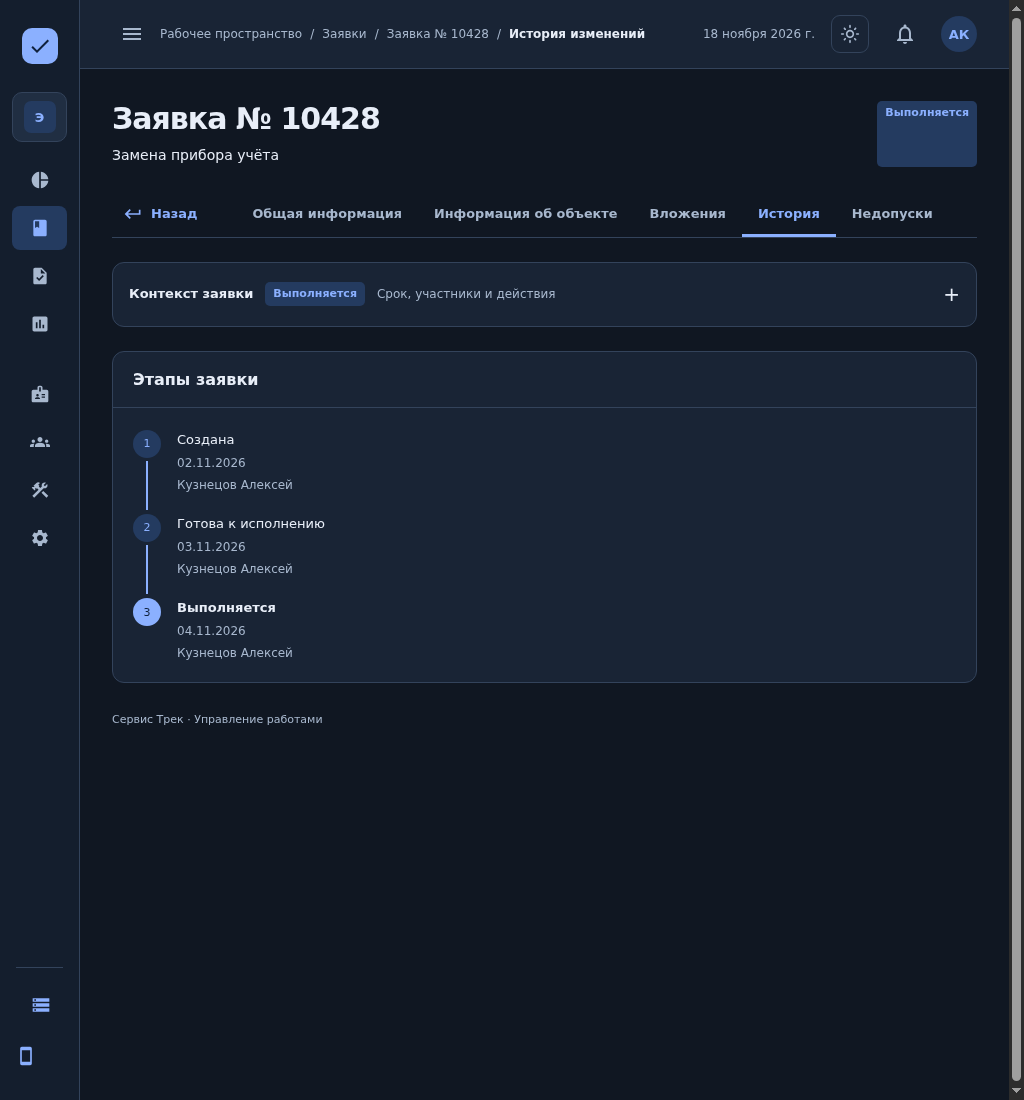 Рабочее пространство / Заявки / Заявка № 10428 / История изменений
18 ноября 2026 г.
АК
Э
Заявка № 10428
Замена прибора учёта
Выполняется
Назад
Общая информация
Информация об объекте
Вложения
История
Недопуски
Контекст заявки
Выполняется
Срок, участники и действия
Этапы заявки
1
Создана
02.11.2026
Кузнецов Алексей
2
Готова к исполнению
03.11.2026
Кузнецов Алексей
3
Выполняется
04.11.2026
Кузнецов Алексей
Сервис Трек · Управление работами